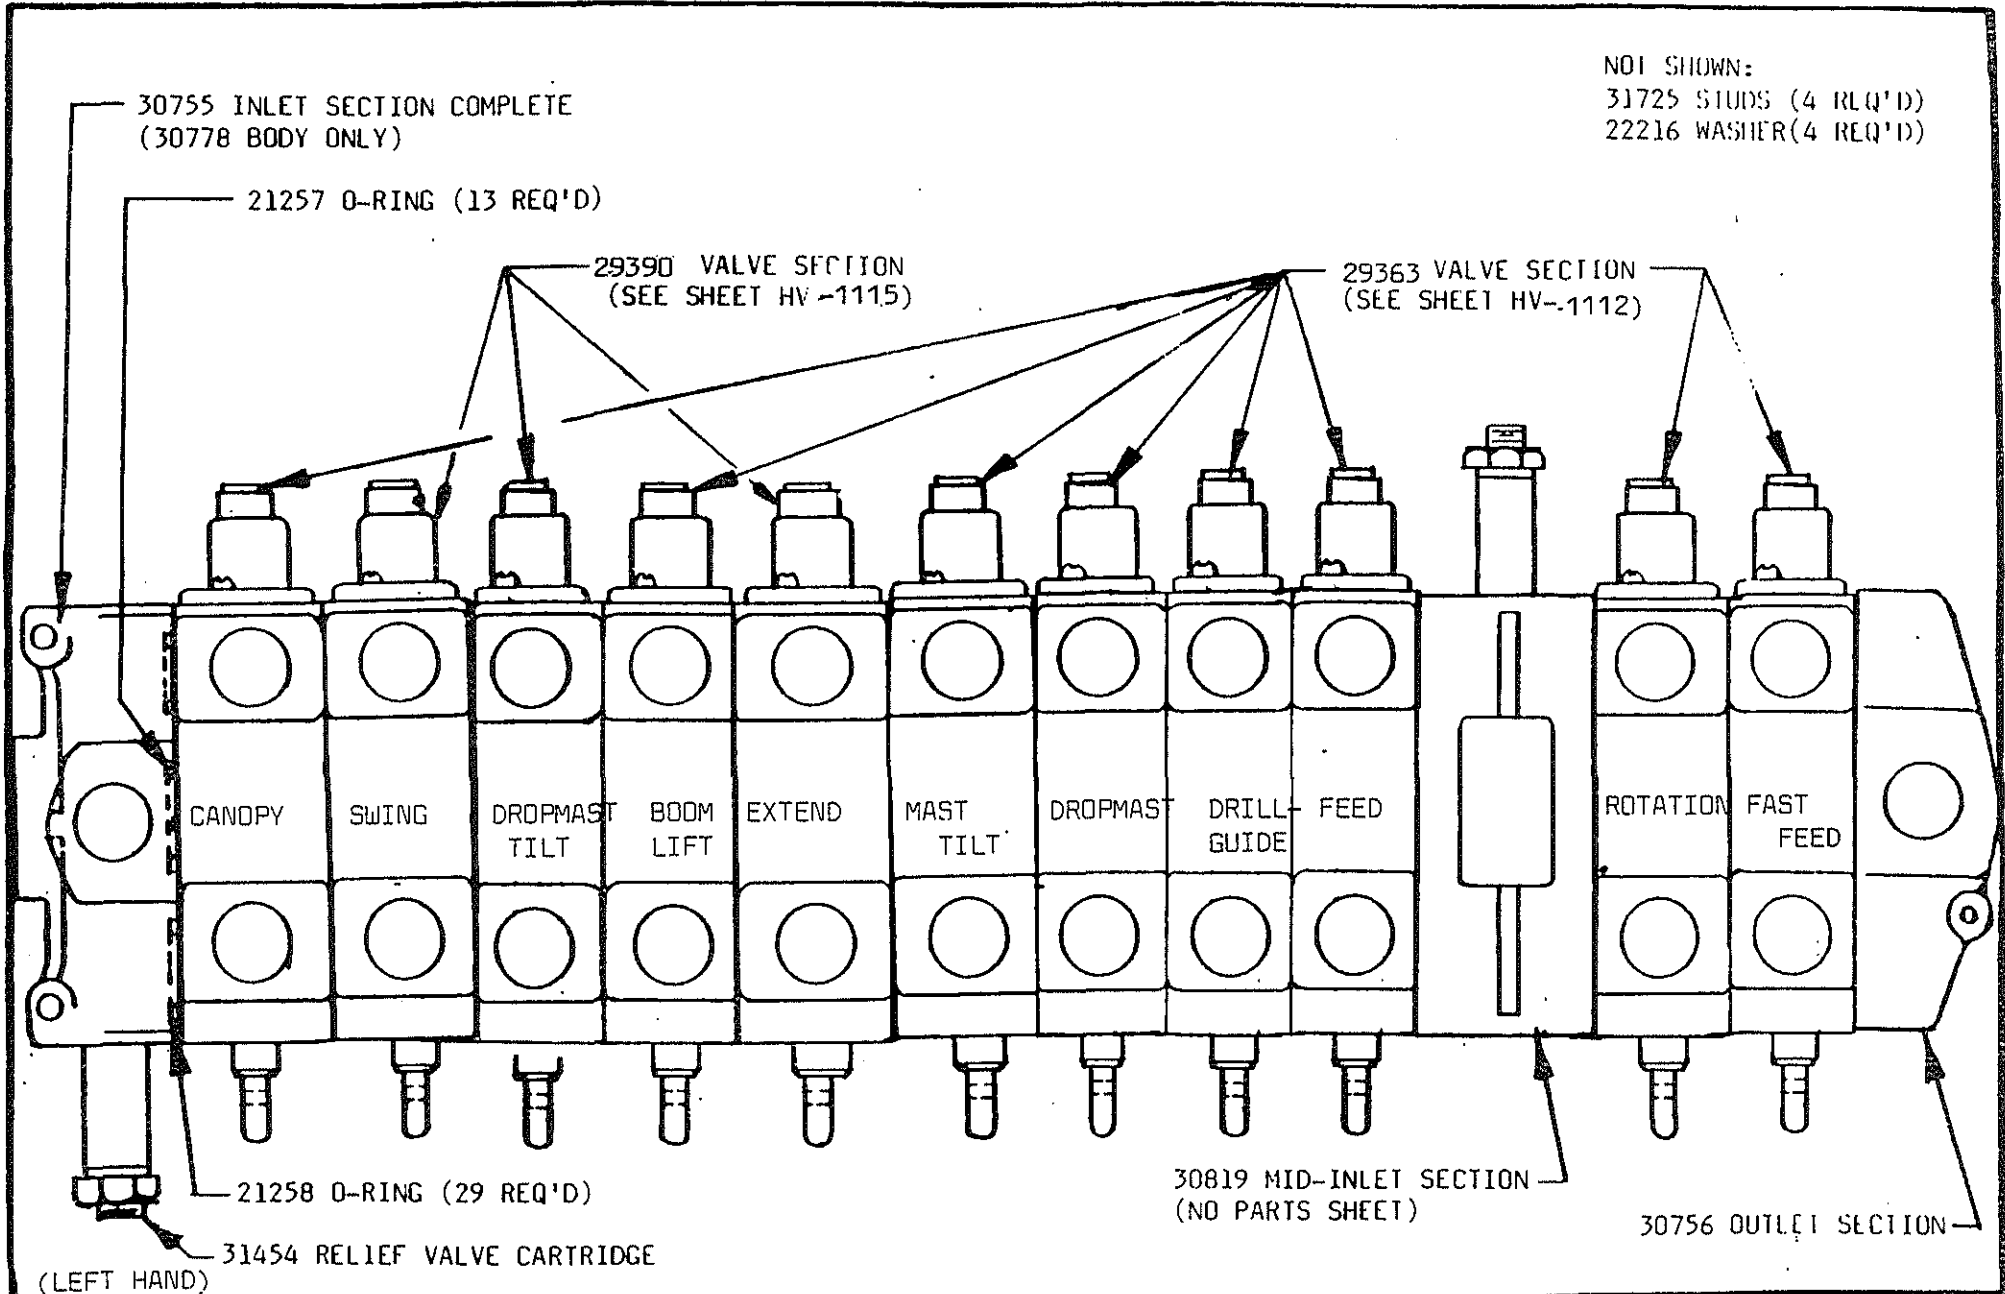 NOT SHOWN:
31725 STUDS (4 REQ'D)
22216 WASHER(4 REQ'D)
30755 INLET SECTION COMPLETE
(30778 BODY ONLY)
21257 O-RING (13 REQ'D)
29390 VALVE SECTION
(SEE SHEET HV-1115)
29363 VALVE SECTION
(SEE SHEET HV-1112)
CANOPY
SWING
DROPMAST
TILT
BOOM
LIFT
EXTEND
MAST
TILT
DROPMAST
DRILL-
GUIDE
FEED
ROTATION
FAST
FEED
21258 O-RING (29 REQ'D)
30819 MID-INLET SECTION
(NO PARTS SHEET)
30756 OUTLET SECTION
31454 RELIEF VALVE CARTRIDGE
(LEFT HAND)